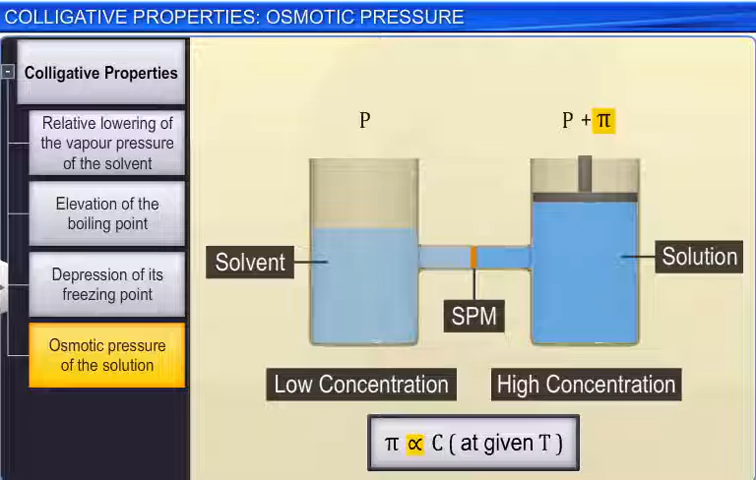 COLLIGATIVE PROPERTIES: OSMOTIC PRESSURE
Colligative Properties
Relative lowering of
the vapour pressure
of the solvent
Elevation of the
boiling point
Depression of its
freezing point
Osmotic pressure
of the solution
P
P + π
Solvent
Solution
SPM
Low Concentration
High Concentration
π ∝ C ( at given T )